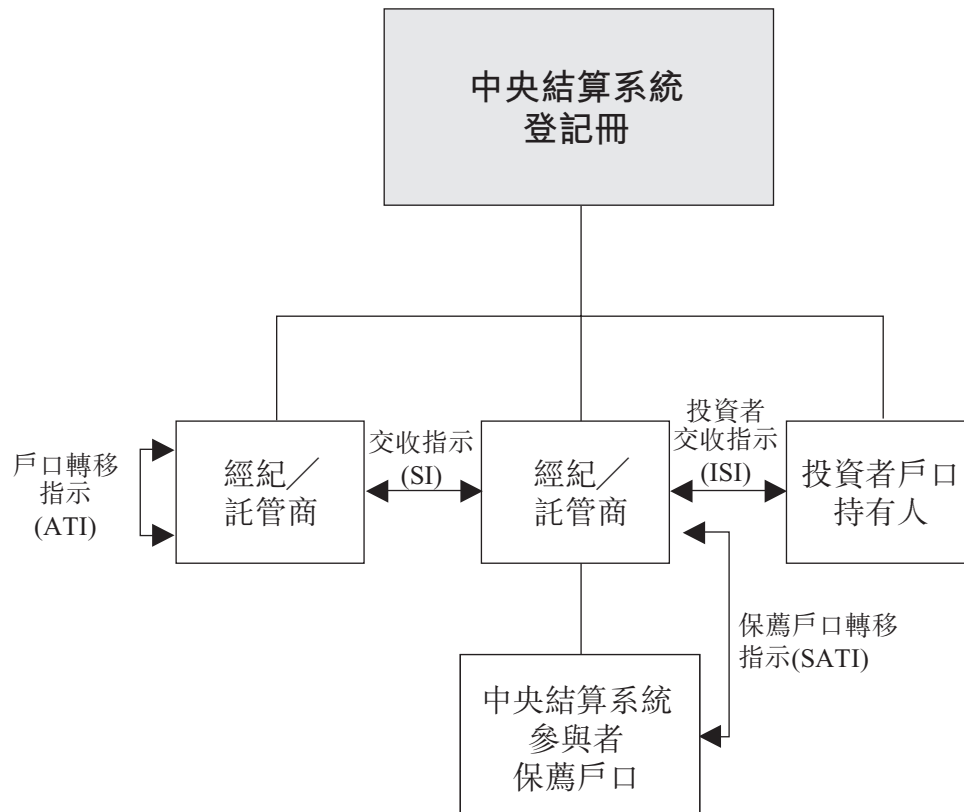 中央結算系統
登記冊
戶口轉移
指示
(ATI)
經紀／
託管商
交收指示
(SI)
經紀／
託管商
投資者
交收指示
(ISI)
投資者戶口
持有人
保薦戶口轉移
指示(SATI)
中央結算系統
參與者
保薦戶口